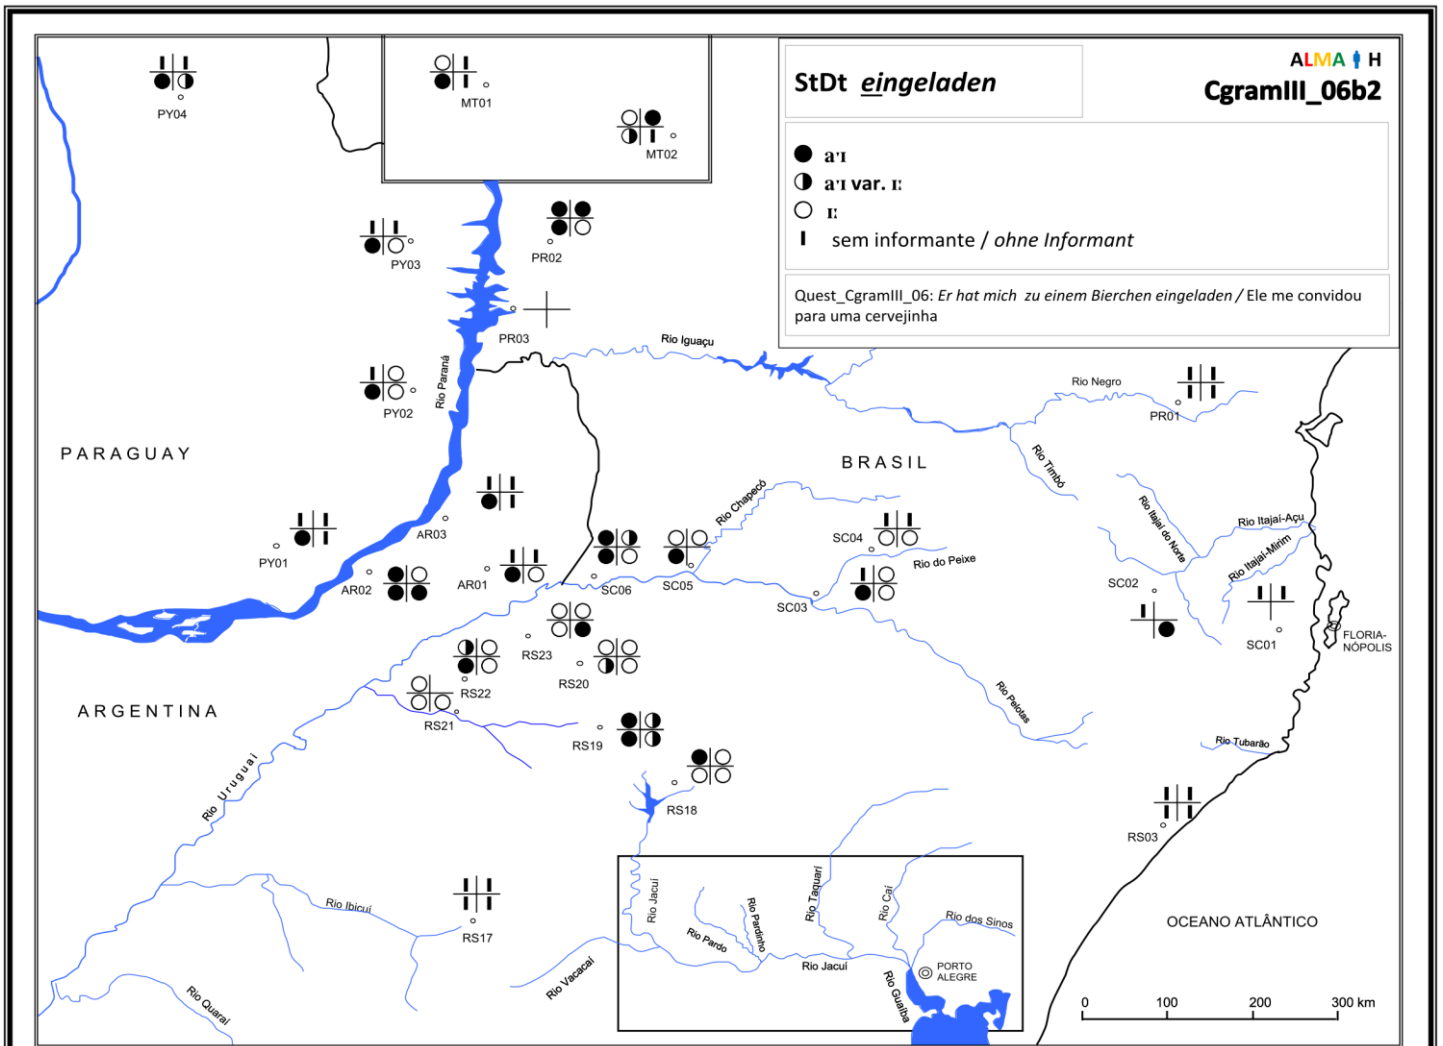 StDt eingeladen
ALMA H
CgramIII_06b2
aˑɪ
aˑɪ var. ɪː
ɪː
sem informante / ohne Informant
Quest_CgramIII_06: Er hat mich zu einem Bierchen eingeladen / Ele me convidou
para uma cervejinha
PY04
MT01
MT02
PY03
PR02
PR03
Rio Iguaçu
Rio Paraná
PY02
Rio Negro
PR01
PARAGUAY
BRASIL
Rio Timbó
Rio Chapecó
Rio Itajaí do Norte
Rio Itajaí-Açu
Rio Itajaí-Mirim
AR03
SC04
Rio do Peixe
PY01
AR02
AR01
SC06
SC05
SC03
SC02
SC01
FLORIA-
NÓPOLIS
RS23
RS20
RS22
RS21
ARGENTINA
Rio Pelotas
RS19
Rio Tubarão
Rio Uruguai
RS18
RS03
Rio Ibicuí
RS17
Rio Jacuí
Rio Pardo
Rio Pardinho
Rio Taquarí
Rio Caí
Rio dos Sinos
OCEANO ATLÂNTICO
Rio Vacacaí
Rio Jacuí
PORTO
ALEGRE
Rio Guaíba
Rio Quaraí
0 100 200 300 km